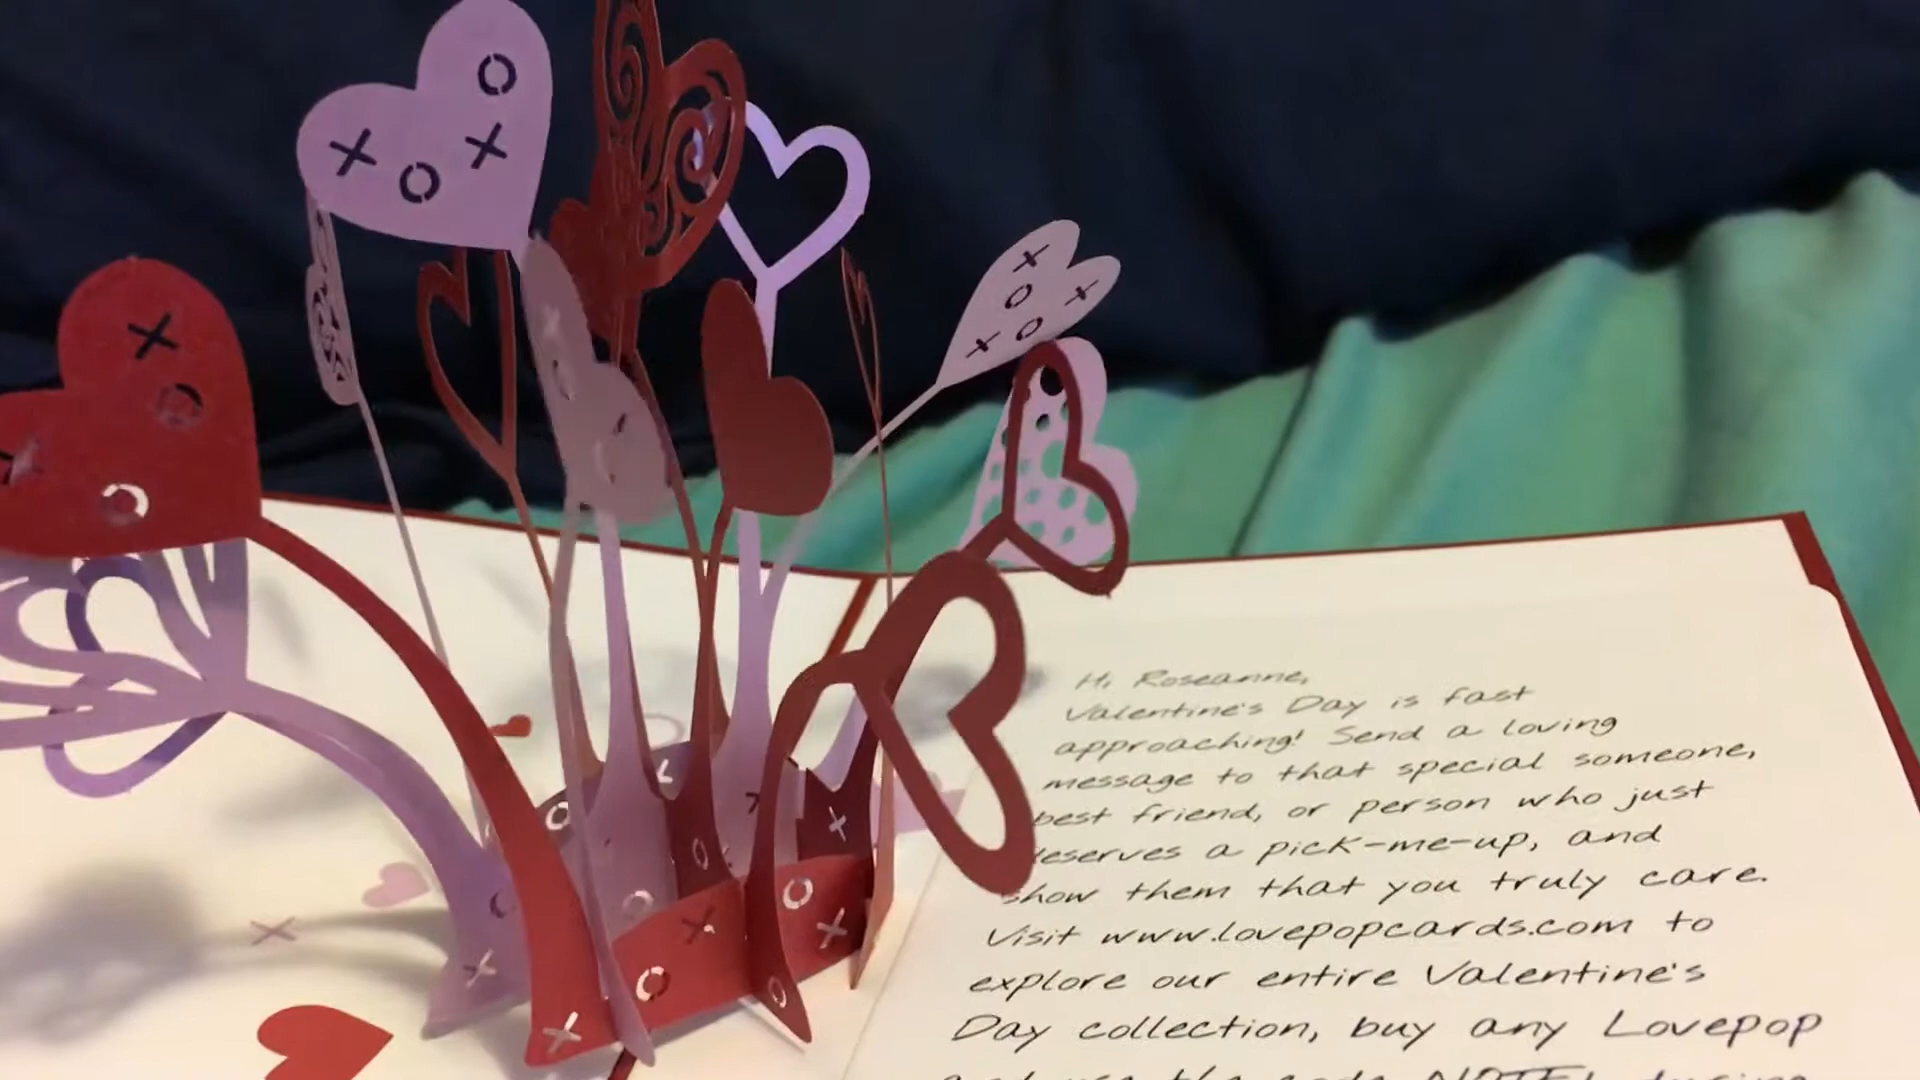 Hi Roseanne,
Valentine's Day is fast
approaching! Send a loving
message to that special someone,
best friend, or person who just
deserves a pick-me-up, and
show them that you truly care.
Visit www.lovepopcards.com to
explore our entire Valentine's
Day collection, buy any Lovepop